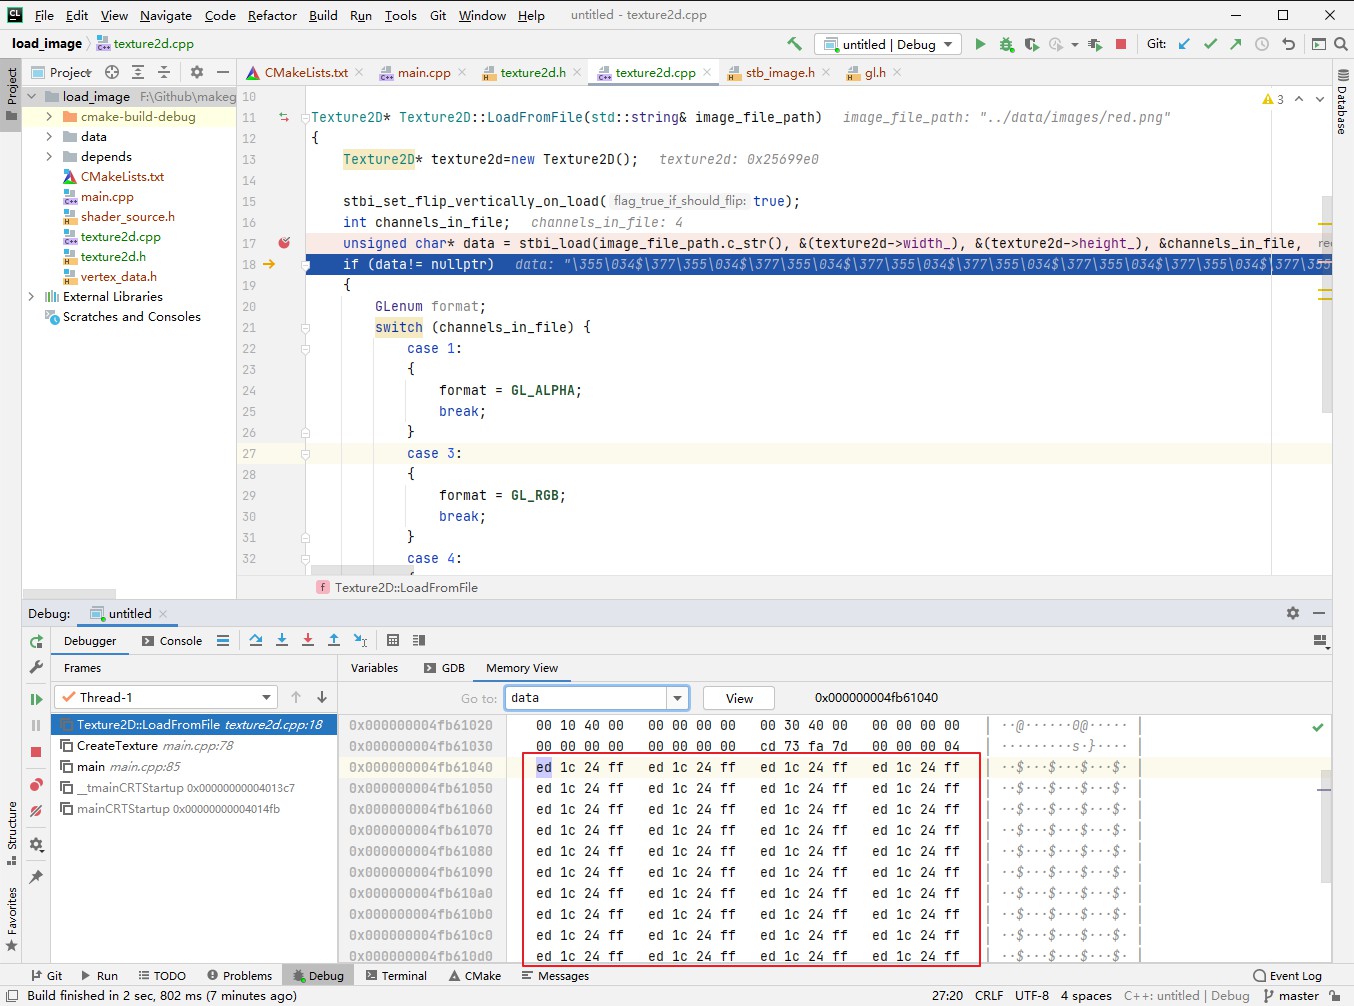 File Edit View Navigate Code Refactor Build Run Tools Git Window Help untitled - texture2d.cpp
load_image texture2d.cpp untitled | Debug Git:
Project CMakeLists.txt main.cpp texture2d.h texture2d.cpp stb_image.h gl.h
Project
Database
load_image F:\Github\makeg
cmake-build-debug
data
depends
CMakeLists.txt
main.cpp
shader_source.h
texture2d.cpp
texture2d.h
vertex_data.h
External Libraries
Scratches and Consoles
3
10
11 Texture2D* Texture2D::LoadFromFile(std::string& image_file_path) image_file_path: "../data/images/red.png"
12 {
13 Texture2D* texture2d=new Texture2D(); texture2d: 0x25699e0
14
15 stbi_set_flip_vertically_on_load( flag_true_if_should_flip: true);
16 int channels_in_file; channels_in_file: 4
17 unsigned char* data = stbi_load(image_file_path.c_str(), &(texture2d->width_), &(texture2d->height_), &channels_in_file,
18 if (data!= nullptr) data: "\355\034$\377\355\034$\377\355\034$\377\355\034$\377\355\034$\377\355\034$\377\355\034$\377\355
19 {
20 GLenum format;
21 switch (channels_in_file) {
22 case 1:
23 {
24 format = GL_ALPHA;
25 break;
26 }
27 case 3:
28 {
29 format = GL_RGB;
30 break;
31 }
32 case 4:
f Texture2D::LoadFromFile
Debug: untitled
Debugger Console
Frames
Thread-1
Texture2D::LoadFromFile texture2d.cpp:18
CreateTexture main.cpp:78
main main.cpp:85
__tmainCRTStartup 0x00000000004013c7
mainCRTStartup 0x00000000004014fb
Structure
Favorites
Variables GDB Memory View
Go to: data View 0x000000004fb61040
0x000000004fb61020 00 10 40 00 00 00 00 00 00 30 40 00 00 00 00 00 ··@······0@·····
0x000000004fb61030 00 00 00 00 00 00 00 00 cd 73 fa 7d 00 00 00 04 ·········s·}····
0x000000004fb61040 ed 1c 24 ff ed 1c 24 ff ed 1c 24 ff ed 1c 24 ff ··$···$···$···$·
0x000000004fb61050 ed 1c 24 ff ed 1c 24 ff ed 1c 24 ff ed 1c 24 ff ··$···$···$···$·
0x000000004fb61060 ed 1c 24 ff ed 1c 24 ff ed 1c 24 ff ed 1c 24 ff ··$···$···$···$·
0x000000004fb61070 ed 1c 24 ff ed 1c 24 ff ed 1c 24 ff ed 1c 24 ff ··$···$···$···$·
0x000000004fb61080 ed 1c 24 ff ed 1c 24 ff ed 1c 24 ff ed 1c 24 ff ··$···$···$···$·
0x000000004fb61090 ed 1c 24 ff ed 1c 24 ff ed 1c 24 ff ed 1c 24 ff ··$···$···$···$·
0x000000004fb610a0 ed 1c 24 ff ed 1c 24 ff ed 1c 24 ff ed 1c 24 ff ··$···$···$···$·
0x000000004fb610b0 ed 1c 24 ff ed 1c 24 ff ed 1c 24 ff ed 1c 24 ff ··$···$···$···$·
0x000000004fb610c0 ed 1c 24 ff ed 1c 24 ff ed 1c 24 ff ed 1c 24 ff ··$···$···$···$·
0x000000004fb610d0 ed 1c 24 ff ed 1c 24 ff ed 1c 24 ff ed 1c 24 ff ··$···$···$···$·
Git Run TODO Problems Debug Terminal CMake Messages Event Log
Build finished in 2 sec, 802 ms (7 minutes ago) 27:20 CRLF UTF-8 4 spaces C++: untitled | Debug master